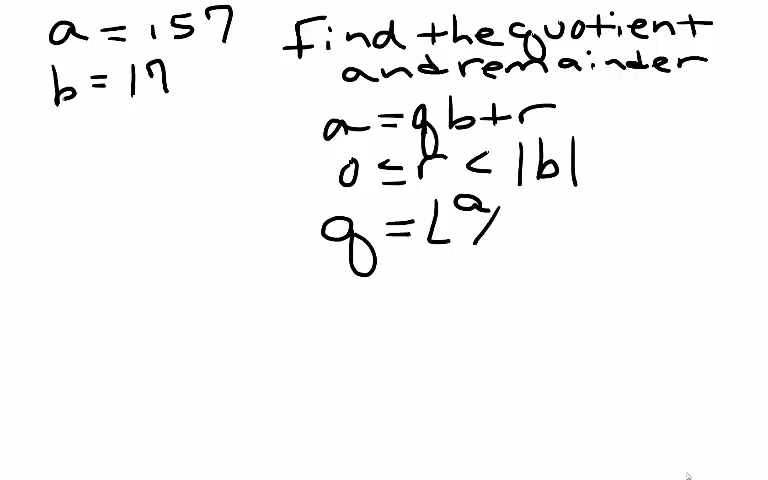 a = 157
b = 17
Find the quotient
and remainder
a = qb + r
0 ≤ r < |b|
q = ⌊a/